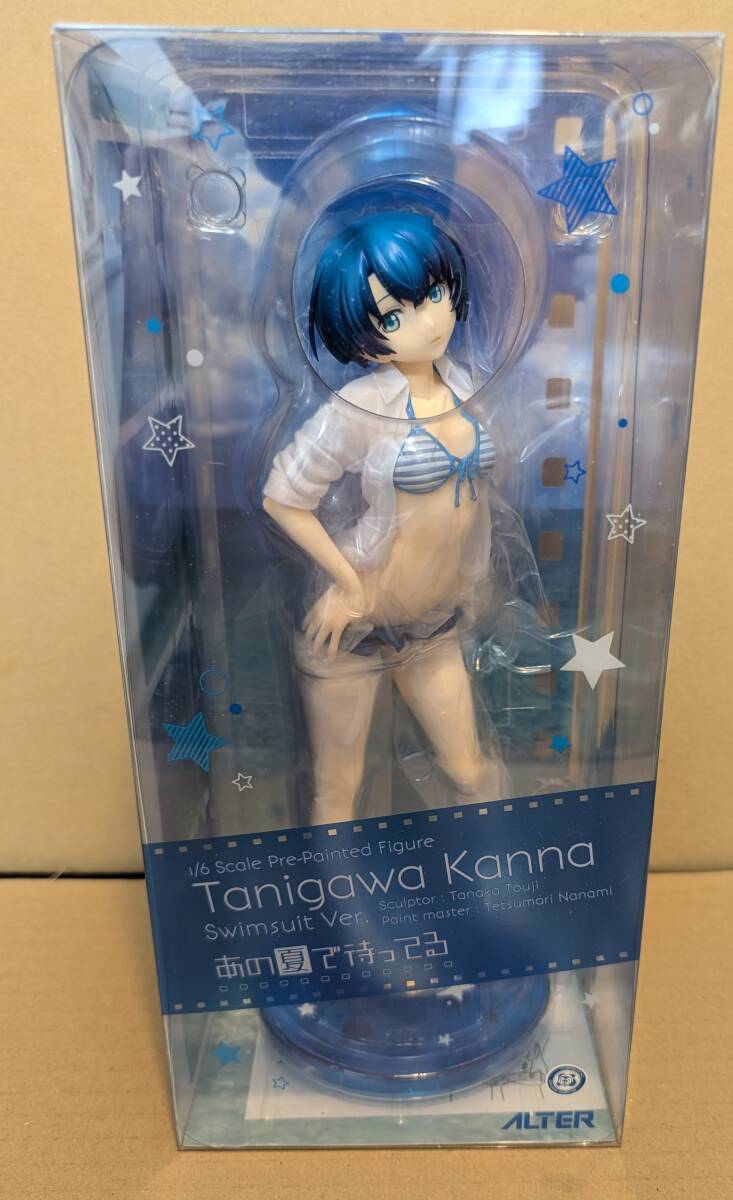 1/6 Scale Pre-Painted Figure
Tanigawa Kanna
Swimsuit Ver.
Sculptor : Tanaka Touji
Paint master : Tetsumori Nanami
あの夏で待ってる
ALTER